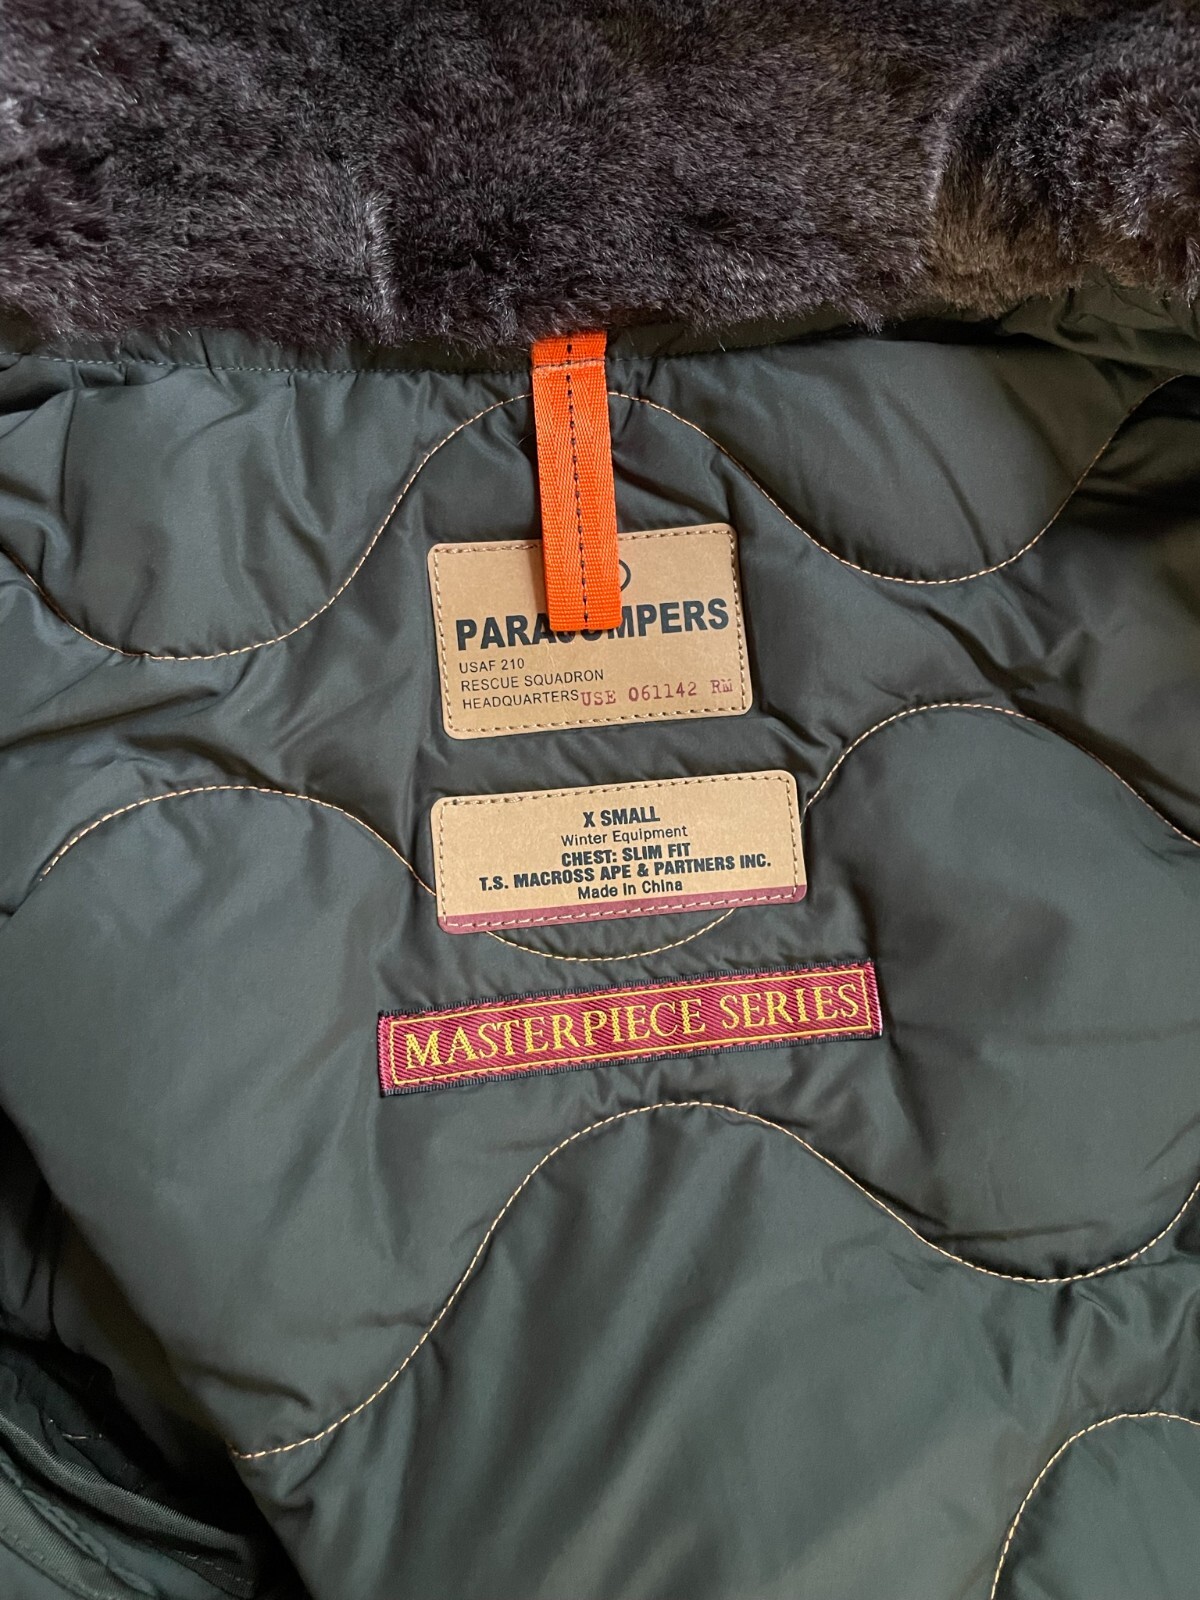 PARAJUMPERS
USAF 210
RESCUE SQUADRON
HEADQUARTERS USE 061142 RM
X SMALL
Winter Equipment
CHEST: SLIM FIT
T.S. MACROSS APE & PARTNERS INC.
Made in China
MASTERPIECE SERIES